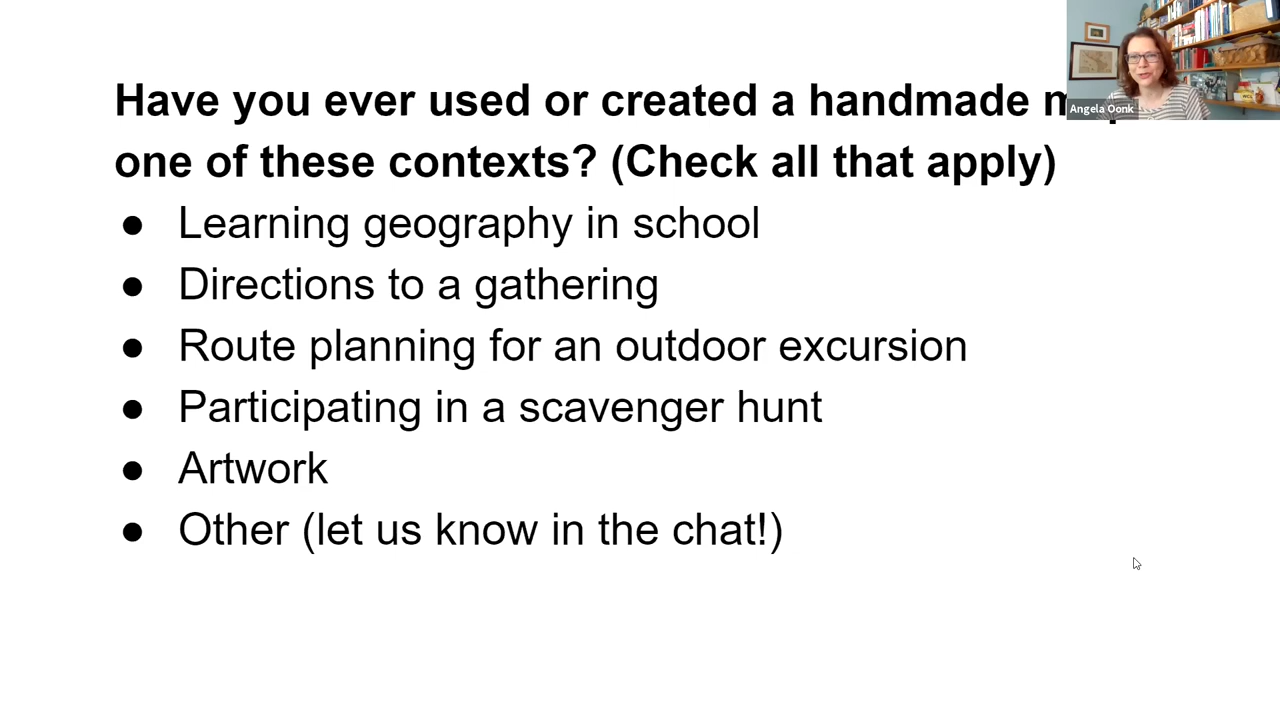 Have you ever used or created a handmade
one of these contexts? (Check all that apply)
● Learning geography in school
● Directions to a gathering
● Route planning for an outdoor excursion
● Participating in a scavenger hunt
● Artwork
● Other (let us know in the chat!)
Angela Oonk